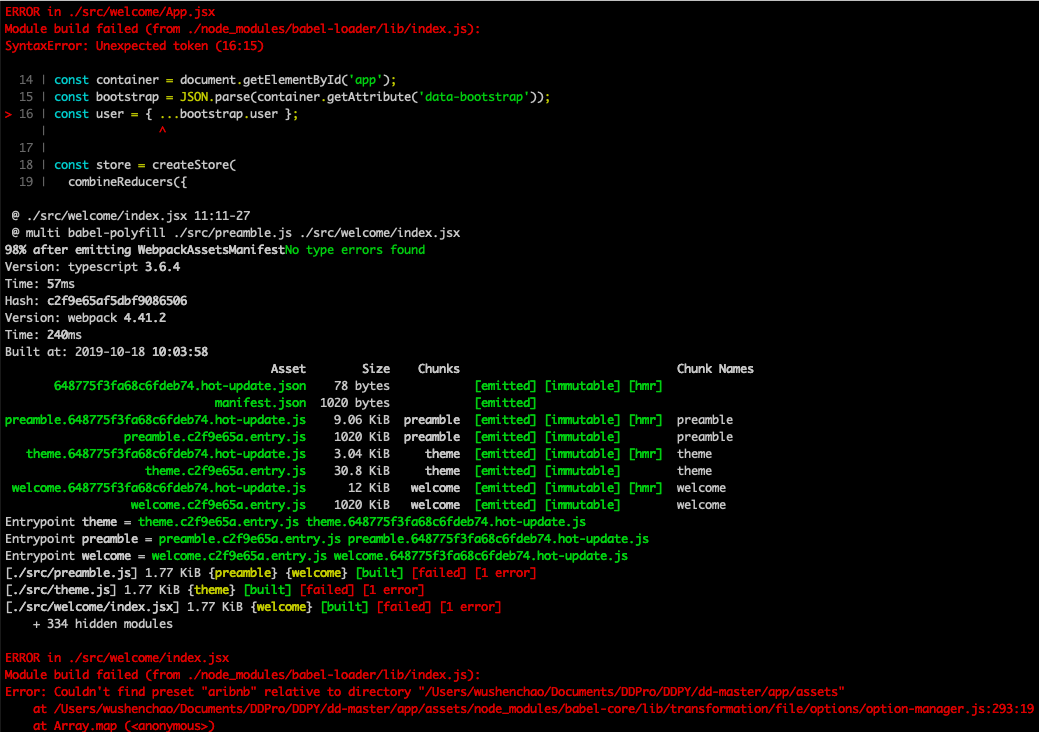 ERROR in ./src/welcome/App.jsx
Module build failed (from ./node_modules/babel-loader/lib/index.js):
SyntaxError: Unexpected token (16:15)
  14 | const container = document.getElementById('app');
  15 | const bootstrap = JSON.parse(container.getAttribute('data-bootstrap'));
> 16 | const user = { ...bootstrap.user };
     |                ^
  17 |
  18 | const store = createStore(
  19 |   combineReducers({
 @ ./src/welcome/index.jsx 11:11-27
 @ multi babel-polyfill ./src/preamble.js ./src/welcome/index.jsx
98% after emitting WebpackAssetsManifestNo type errors found
Version: typescript 3.6.4
Time: 57ms
Hash: c2f9e65af5dbf9086506
Version: webpack 4.41.2
Time: 240ms
Built at: 2019-10-18 10:03:58
Asset Size Chunks Chunk Names
648775f3fa68c6fdeb74.hot-update.json 78 bytes [emitted] [immutable] [hmr]
manifest.json 1020 bytes [emitted]
preamble.648775f3fa68c6fdeb74.hot-update.js 9.06 KiB preamble [emitted] [immutable] [hmr] preamble
preamble.c2f9e65a.entry.js 1020 KiB preamble [emitted] [immutable] preamble
theme.648775f3fa68c6fdeb74.hot-update.js 3.04 KiB theme [emitted] [immutable] [hmr] theme
theme.c2f9e65a.entry.js 30.8 KiB theme [emitted] [immutable] theme
welcome.648775f3fa68c6fdeb74.hot-update.js 12 KiB welcome [emitted] [immutable] [hmr] welcome
welcome.c2f9e65a.entry.js 1020 KiB welcome [emitted] [immutable] welcome
Entrypoint theme = theme.c2f9e65a.entry.js theme.648775f3fa68c6fdeb74.hot-update.js
Entrypoint preamble = preamble.c2f9e65a.entry.js preamble.648775f3fa68c6fdeb74.hot-update.js
Entrypoint welcome = welcome.c2f9e65a.entry.js welcome.648775f3fa68c6fdeb74.hot-update.js
[./src/preamble.js] 1.77 KiB {preamble} {welcome} [built] [failed] [1 error]
[./src/theme.js] 1.77 KiB {theme} [built] [failed] [1 error]
[./src/welcome/index.jsx] 1.77 KiB {welcome} [built] [failed] [1 error]
    + 334 hidden modules
ERROR in ./src/welcome/index.jsx
Module build failed (from ./node_modules/babel-loader/lib/index.js):
Error: Couldn't find preset "aribnb" relative to directory "/Users/wushenchao/Documents/DDPro/DDPY/dd-master/app/assets"
    at /Users/wushenchao/Documents/DDPro/DDPY/dd-master/app/assets/node_modules/babel-core/lib/transformation/file/options/option-manager.js:293:19
    at Array.map (<anonymous>)